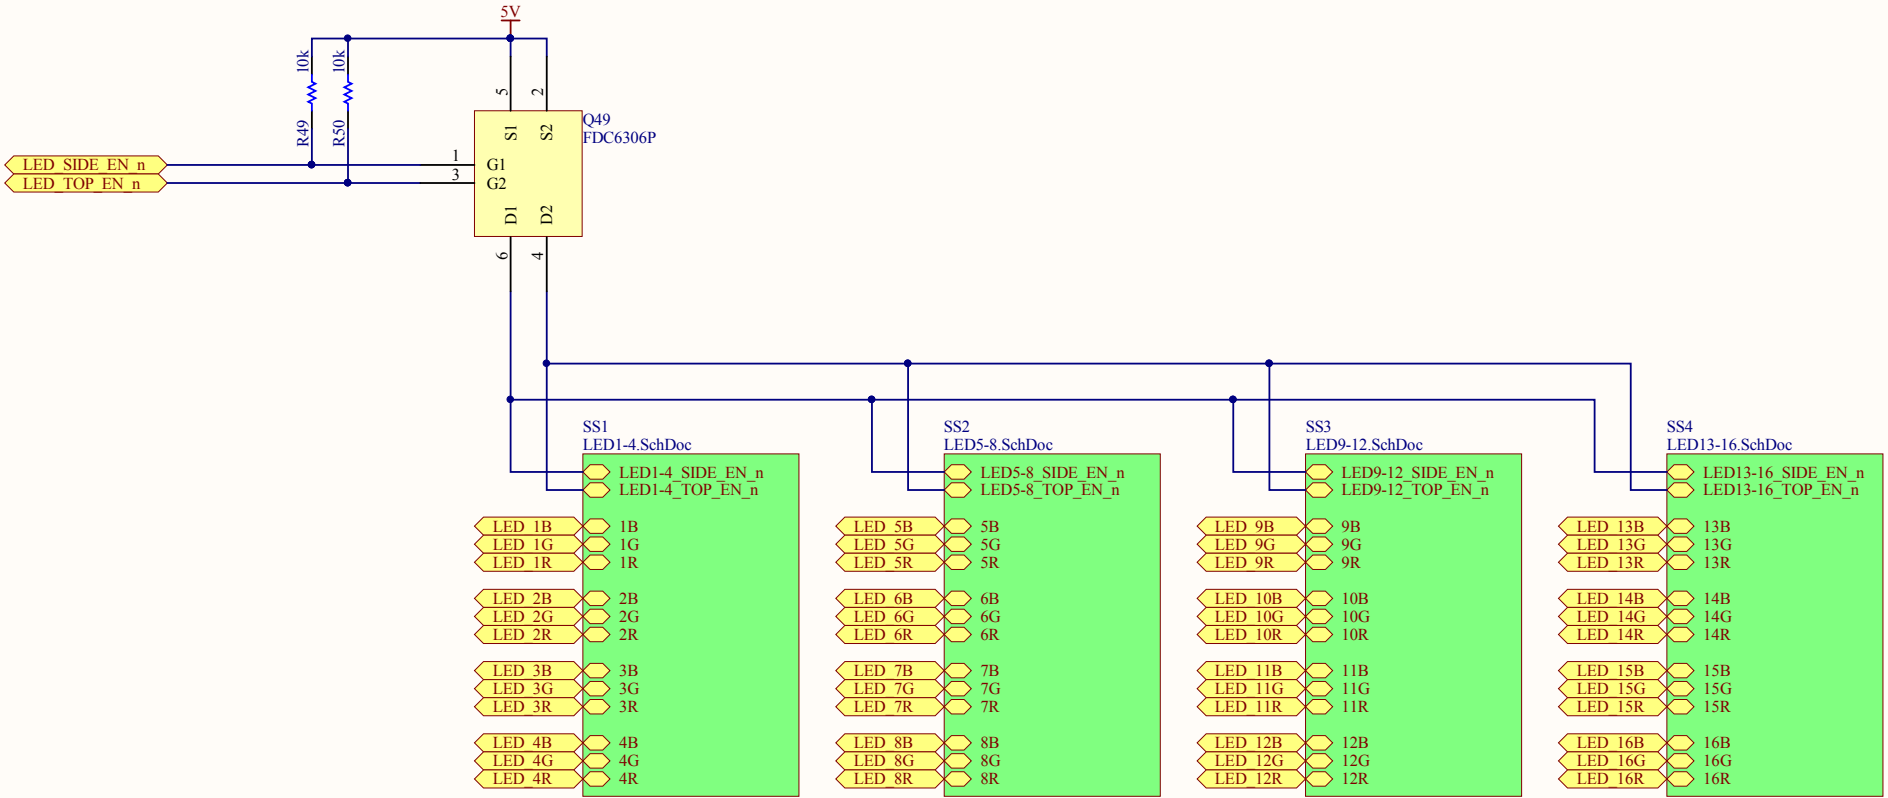 5V
10k
10k
R49
R50
5
2
S1
S2
Q49
FDC6306P
LED_SIDE_EN_n
LED_TOP_EN_n
1
3
G1
G2
D1
D2
6
4
SS1
LED1-4.SchDoc
LED1-4_SIDE_EN_n
LED1-4_TOP_EN_n
LED_1B 1B
LED_1G 1G
LED_1R 1R
LED_2B 2B
LED_2G 2G
LED_2R 2R
LED_3B 3B
LED_3G 3G
LED_3R 3R
LED_4B 4B
LED_4G 4G
LED_4R 4R
SS2
LED5-8.SchDoc
LED5-8_SIDE_EN_n
LED5-8_TOP_EN_n
LED_5B 5B
LED_5G 5G
LED_5R 5R
LED_6B 6B
LED_6G 6G
LED_6R 6R
LED_7B 7B
LED_7G 7G
LED_7R 7R
LED_8B 8B
LED_8G 8G
LED_8R 8R
SS3
LED9-12.SchDoc
LED9-12_SIDE_EN_n
LED9-12_TOP_EN_n
LED_9B 9B
LED_9G 9G
LED_9R 9R
LED_10B 10B
LED_10G 10G
LED_10R 10R
LED_11B 11B
LED_11G 11G
LED_11R 11R
LED_12B 12B
LED_12G 12G
LED_12R 12R
SS4
LED13-16.SchDoc
LED13-16_SIDE_EN_n
LED13-16_TOP_EN_n
LED_13B 13B
LED_13G 13G
LED_13R 13R
LED_14B 14B
LED_14G 14G
LED_14R 14R
LED_15B 15B
LED_15G 15G
LED_15R 15R
LED_16B 16B
LED_16G 16G
LED_16R 16R